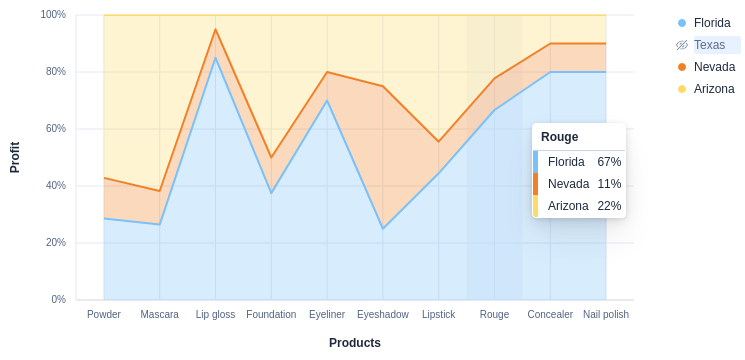 100%
80%
60%
40%
20%
0%
Profit
Powder Mascara Lip gloss Foundation Eyeliner Eyeshadow Lipstick Rouge Concealer Nail polish
Products
Florida
Texas
Nevada
Arizona
Rouge
Florida 67%
Nevada 11%
Arizona 22%